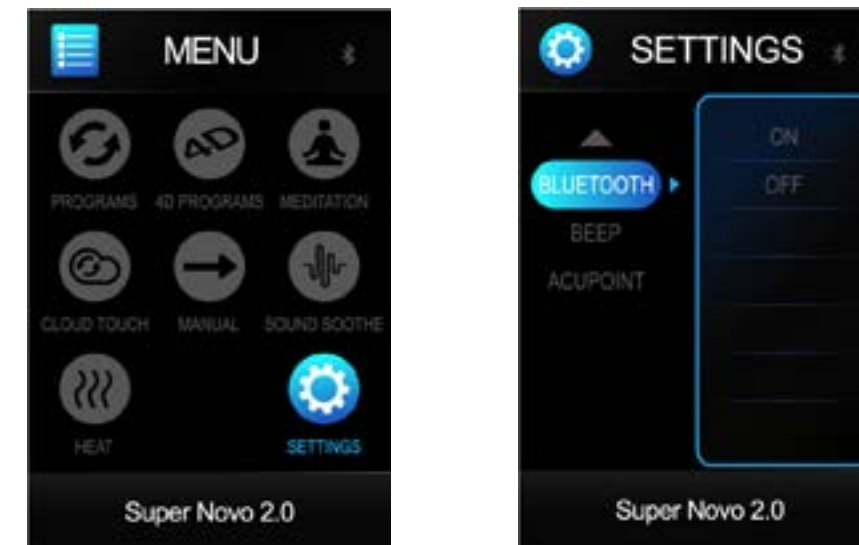 MENU
4D
PROGRAMS 4D PROGRAMS MEDITATION
CLOUD TOUCH MANUAL SOUND SOOTHE
HEAT SETTINGS
Super Novo 2.0
SETTINGS
BLUETOOTH
BEEP
ACUPOINT
ON
OFF
Super Novo 2.0